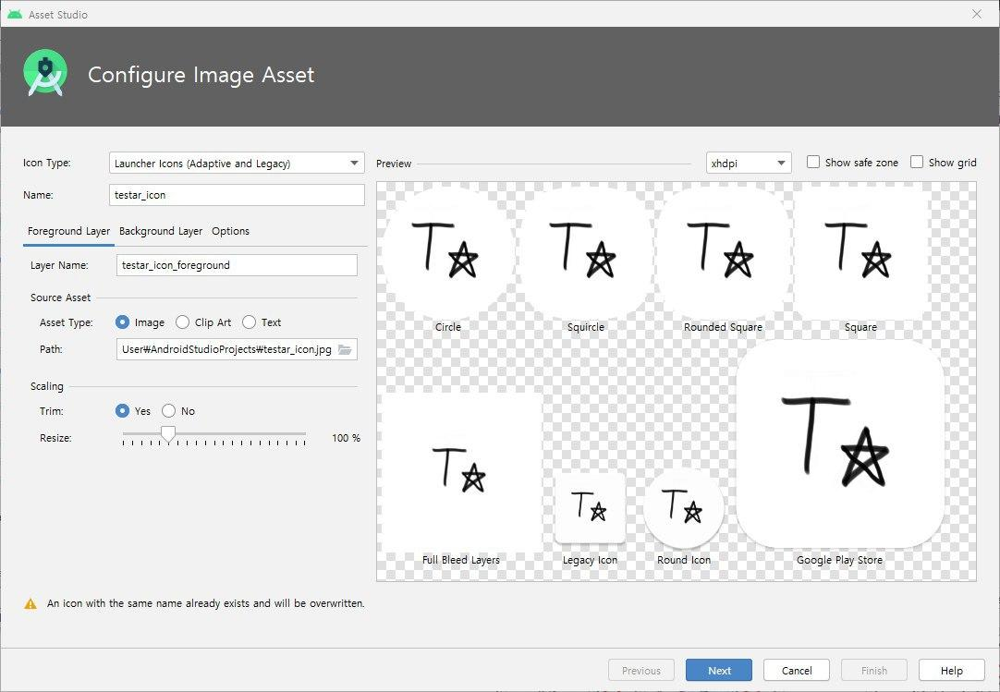 Asset Studio
Configure Image Asset
Icon Type: Launcher Icons (Adaptive and Legacy)
Name: testar_icon
Foreground Layer Background Layer Options
Layer Name: testar_icon_foreground
Source Asset
Asset Type: Image Clip Art Text
Path: User₩AndroidStudioProjects₩testar_icon.jpg
Scaling
Trim: Yes No
Resize: 100 %
Preview xhdpi Show safe zone Show grid
T T T T
Circle Squircle Rounded Square Square
T T T T
Full Bleed Layers Legacy Icon Round Icon Google Play Store
An icon with the same name already exists and will be overwritten.
Previous Next Cancel Finish Help